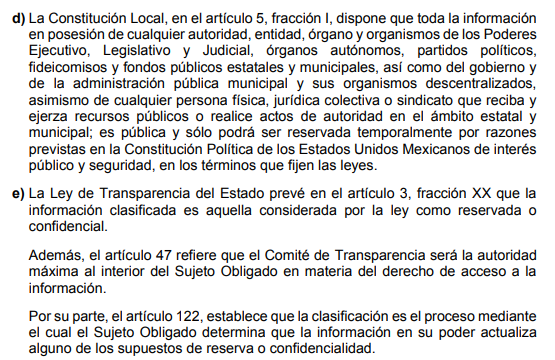 d) La Constitución Local, en el artículo 5, fracción I, dispone que toda la información
en posesión de cualquier autoridad, entidad, órgano y organismos de los Poderes
Ejecutivo, Legislativo y Judicial, órganos autónomos, partidos políticos,
fideicomisos y fondos públicos estatales y municipales, así como del gobierno y
de la administración pública municipal y sus organismos descentralizados,
asimismo de cualquier persona física, jurídica colectiva o sindicato que reciba y
ejerza recursos públicos o realice actos de autoridad en el ámbito estatal y
municipal; es pública y sólo podrá ser reservada temporalmente por razones
previstas en la Constitución Política de los Estados Unidos Mexicanos de interés
público y seguridad, en los términos que fijen las leyes.
e) La Ley de Transparencia del Estado prevé en el artículo 3, fracción XX que la
información clasificada es aquella considerada por la ley como reservada o
confidencial.
Además, el artículo 47 refiere que el Comité de Transparencia será la autoridad
máxima al interior del Sujeto Obligado en materia del derecho de acceso a la
información.
Por su parte, el artículo 122, establece que la clasificación es el proceso mediante
el cual el Sujeto Obligado determina que la información en su poder actualiza
alguno de los supuestos de reserva o confidencialidad.